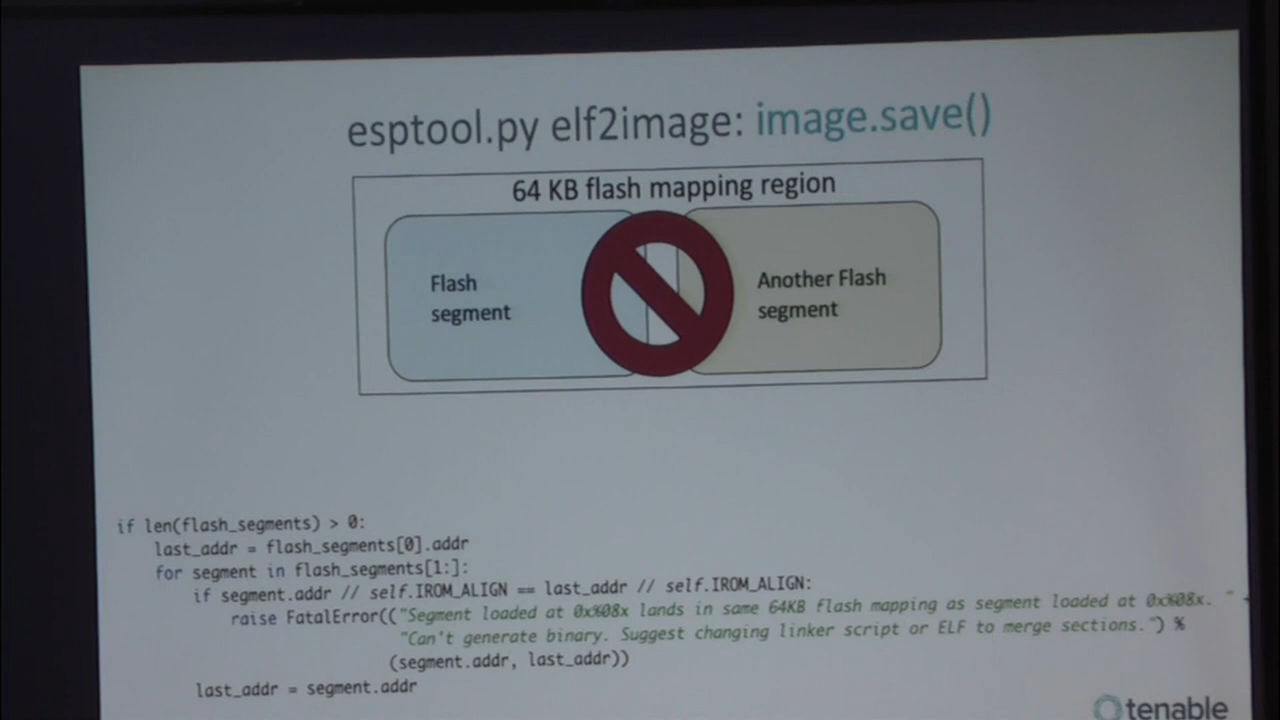 esptool.py elf2image: image.save()
64 KB flash mapping region
Flash
segment
Another Flash
segment
if len(flash_segments) > 0:
last_addr = flash_segments[0].addr
for segment in flash_segments[1:]:
if segment.addr // self.IROM_ALIGN == last_addr // self.IROM_ALIGN:
raise FatalError(("Segment loaded at 0x%08x lands in same 64KB flash mapping as segment loaded at 0x%08x. "
"Can't generate binary. Suggest changing linker script or ELF to merge sections.") %
(segment.addr, last_addr))
last_addr = segment.addr
tenable